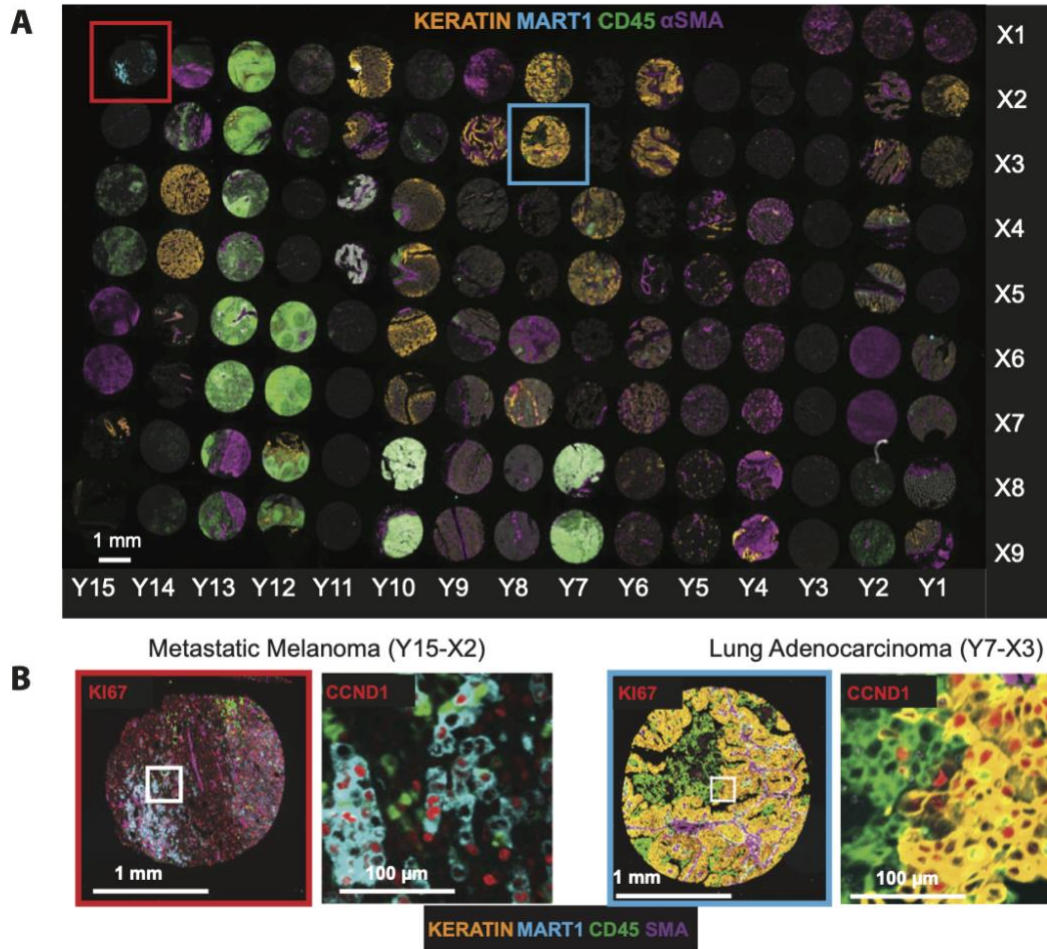 A
KERATIN MART1 CD45 αSMA
X1
X2
X3
X4
X5
X6
X7
X8
X9
1 mm
Y15 Y14 Y13 Y12 Y11 Y10 Y9 Y8 Y7 Y6 Y5 Y4 Y3 Y2 Y1
B
Metastatic Melanoma (Y15-X2)
Lung Adenocarcinoma (Y7-X3)
KI67
CCND1
KI67
CCND1
1 mm
100 µm
1 mm
100 µm
KERATIN MART1 CD45 SMA